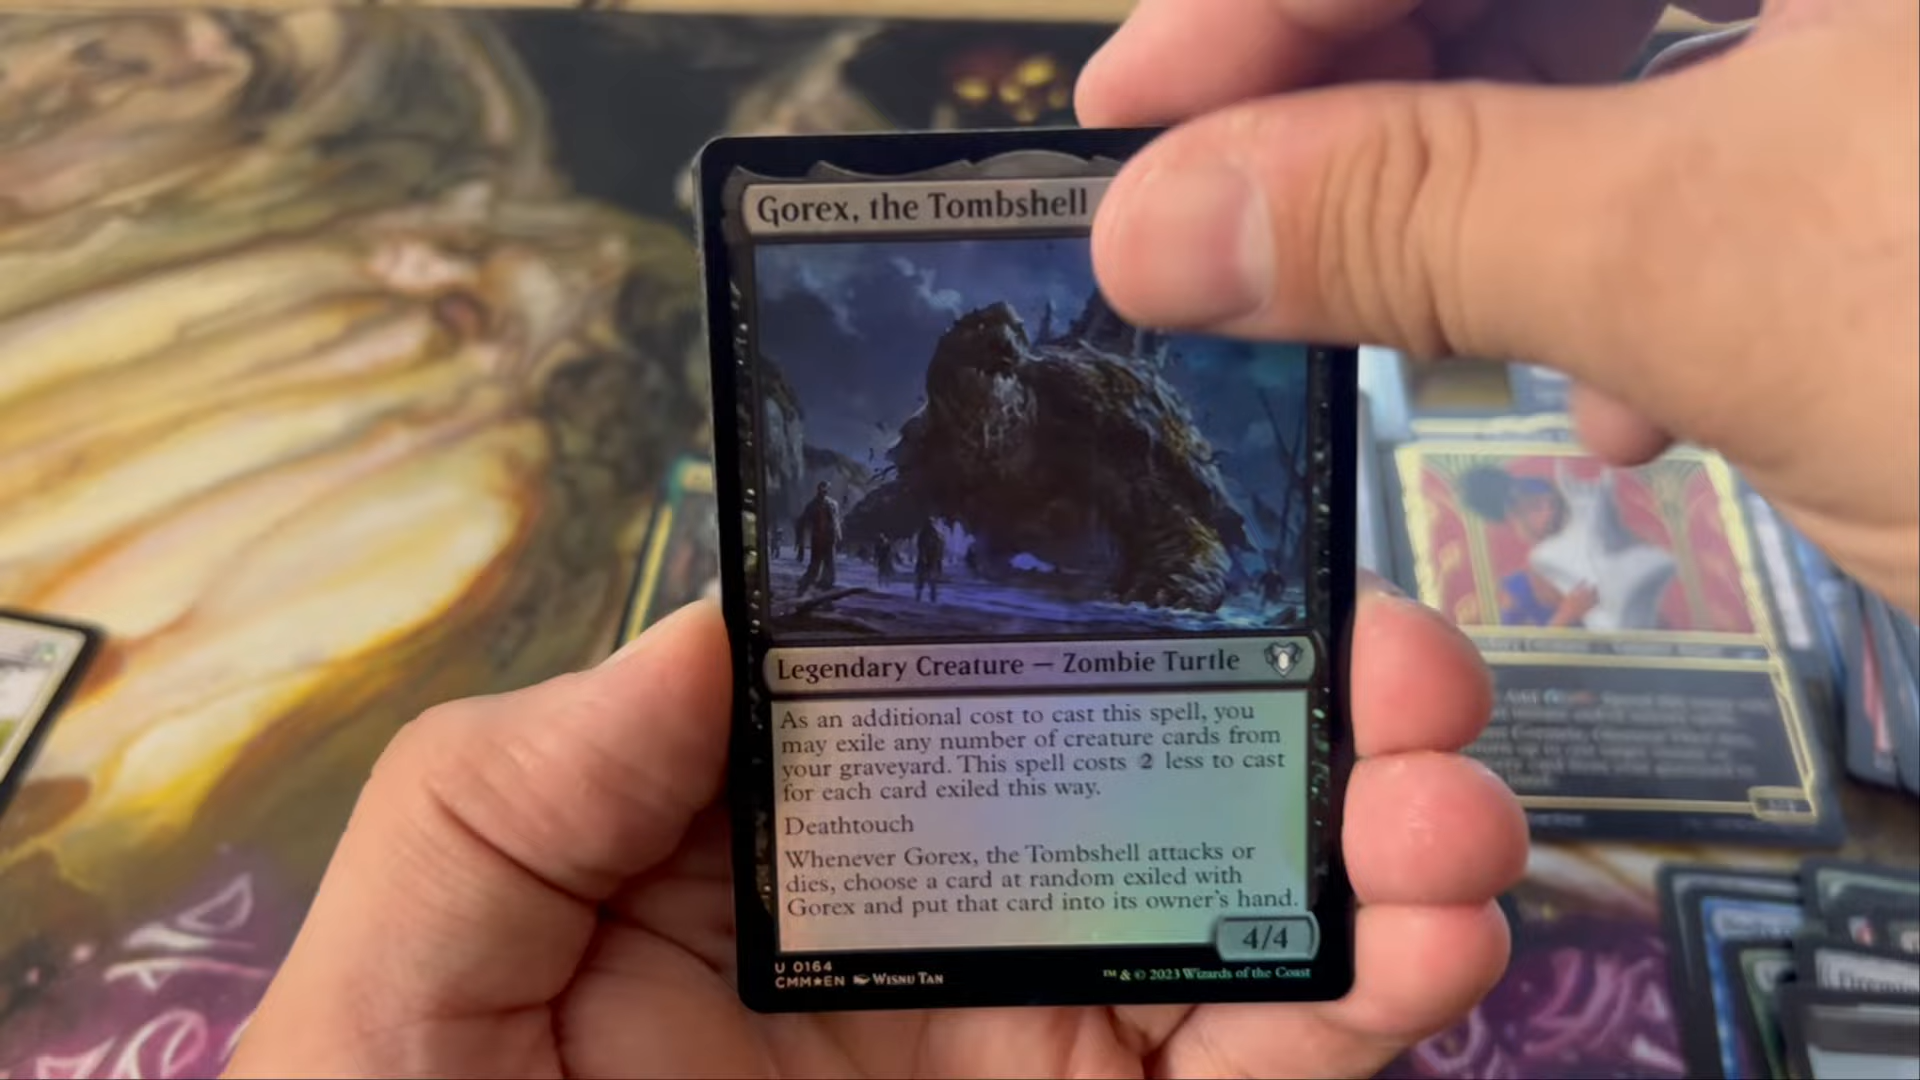 Gorex, the Tombshell
Legendary Creature — Zombie Turtle
As an additional cost to cast this spell, you
may exile any number of creature cards from
your graveyard. This spell costs 2 less to cast
for each card exiled this way.
Deathtouch
Whenever Gorex, the Tombshell attacks or
dies, choose a card at random exiled with
Gorex and put that card into its owner's hand.
4/4
U 0164
CMM★EN Wisnu Tan
™ & © 2023 Wizards of the Coast